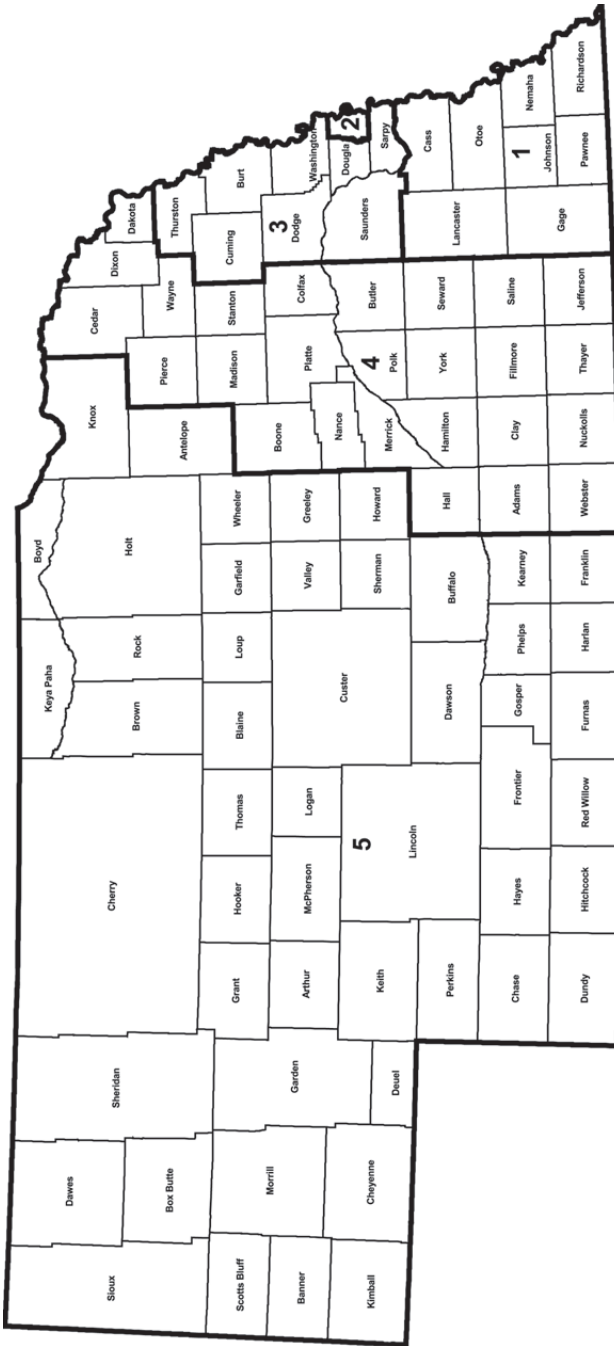 Sioux
Dawes
Box Butte
Sheridan
Cherry
Keya Paha
Boyd
Brown
Rock
Holt
Knox
Antelope
Cedar
Dixon
Dakota
Pierce
Wayne
Thurston
Scotts Bluff
Banner
Kimball
Morrill
Cheyenne
Garden
Deuel
Grant
Hooker
Thomas
Blaine
Loup
Garfield
Wheeler
Madison
Stanton
Cuming
Burt
Arthur
McPherson
Logan
Custer
Valley
Greeley
Boone
Nance
Platte
Colfax
3
Dodge
Washington
Keith
5
Lincoln
Sherman
Howard
Merrick
4
Polk
Butler
Saunders
Dougla
2
Sarpy
Perkins
Dawson
Buffalo
Hall
Hamilton
York
Seward
Lancaster
Cass
Otoe
Chase
Hayes
Frontier
Gosper
Phelps
Kearney
Adams
Clay
Fillmore
Saline
Gage
1
Johnson
Nemaha
Dundy
Hitchcock
Red Willow
Furnas
Harlan
Franklin
Webster
Nuckolls
Thayer
Jefferson
Pawnee
Richardson